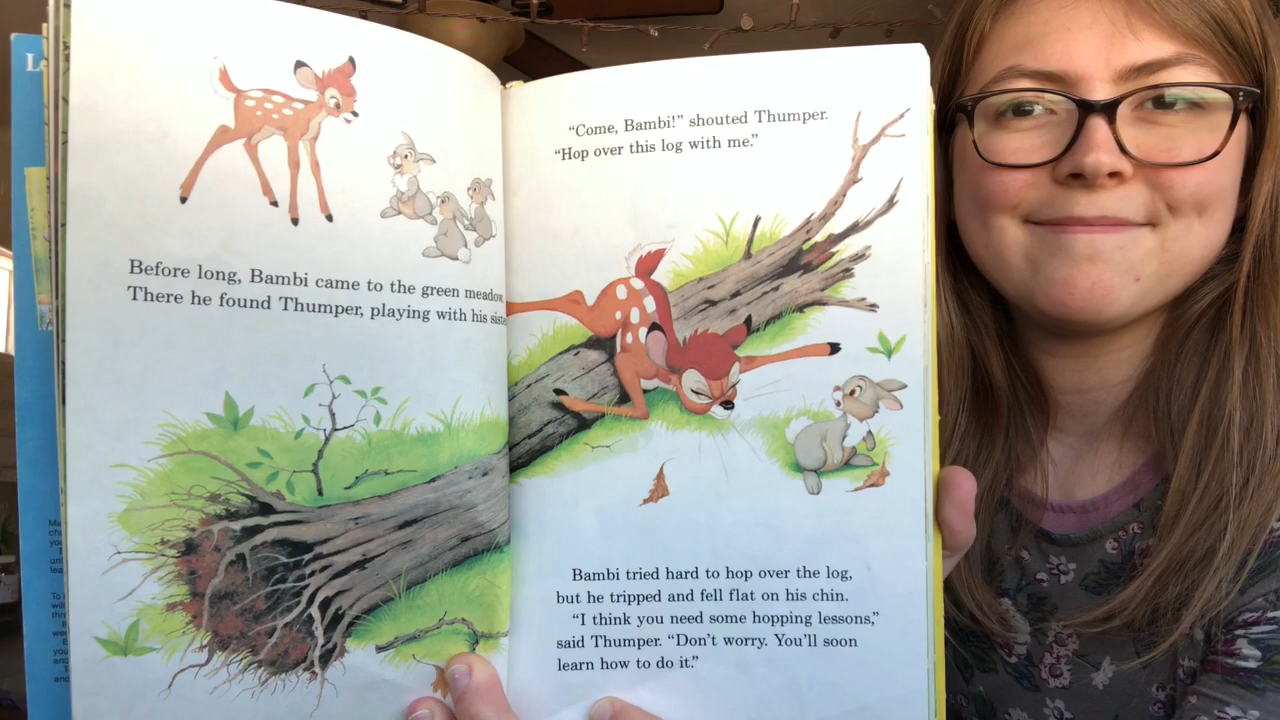 Before long, Bambi came to the green meadow
There he found Thumper, playing with his
“Come, Bambi!” shouted Thumper.
“Hop over this log with me.”
Bambi tried hard to hop over the log,
but he tripped and fell flat on his chin.
“I think you need some hopping lessons,”
said Thumper. “Don’t worry. You’ll soon
learn how to do it.”